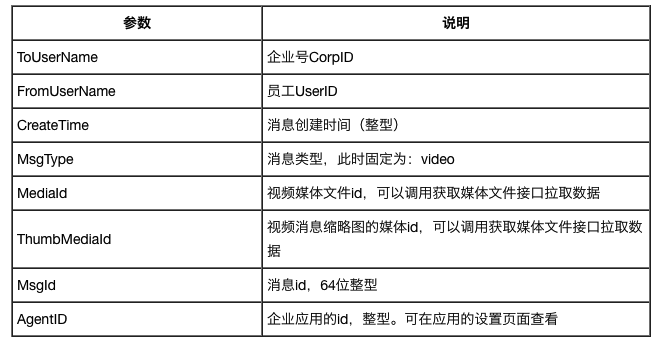 参数 说明
ToUserName 企业号CorpID
FromUserName 员工UserID
CreateTime 消息创建时间（整型）
MsgType 消息类型，此时固定为：video
MediaId 视频媒体文件id，可以调用获取媒体文件接口拉取数据
ThumbMediaId 视频消息缩略图的媒体id，可以调用获取媒体文件接口拉取数
据
MsgId 消息id，64位整型
AgentID 企业应用的id，整型。可在应用的设置页面查看